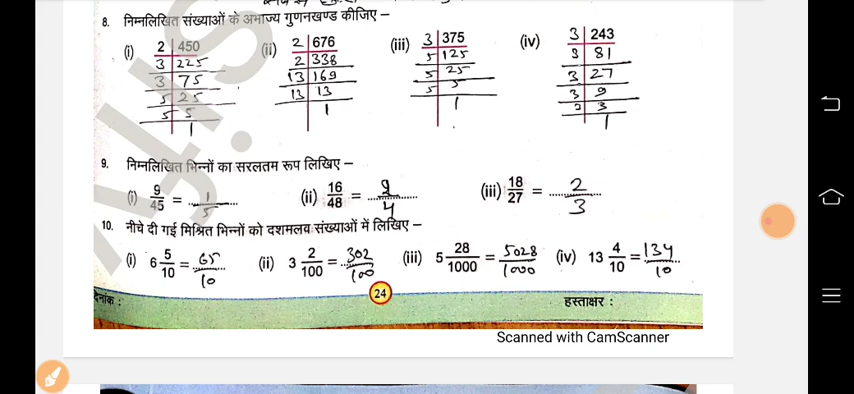 8. निम्नलिखित संख्याओं के अभाज्य गुणनखण्ड कीजिए –
(i) 2 | 450
3 | 225
3 | 75
5 | 25
5 | 5
1
(ii) 2 | 676
2 | 338
13 | 169
13 | 13
1
(iii) 3 | 375
5 | 125
5 | 25
5 | 5
1
(iv) 3 | 243
3 | 81
3 | 27
3 | 9
3 | 3
1
9. निम्नलिखित भिन्नों का सरलतम रूप लिखिए –
(i) 9/45 = 1/5 (ii) 16/48 = 2/4 (iii) 18/27 = 2/3
10. नीचे दी गई मिश्रित भिन्नों को दशमलव संख्याओं में लिखिए –
(i) 6 5/10 = 65/10 (ii) 3 2/100 = 302/100 (iii) 5 28/1000 = 5028/1000 (iv) 13 4/10 = 134/10
24
दिनांक : हस्ताक्षर :
Scanned with CamScanner